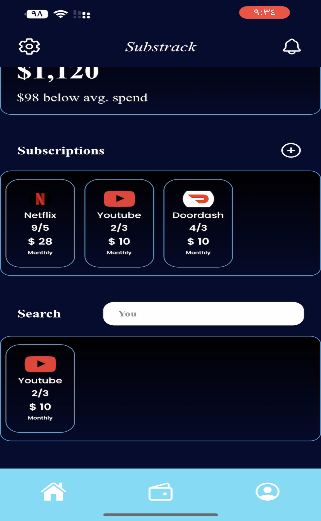 ٩٨
٩:٣٤
Substrack
$1,120
$98 below avg. spend
Subscriptions
N
Netflix
9/5
$ 28
Monthly
Youtube
2/3
$ 10
Monthly
Doordash
4/3
$ 10
Monthly
Search
You
Youtube
2/3
$ 10
Monthly